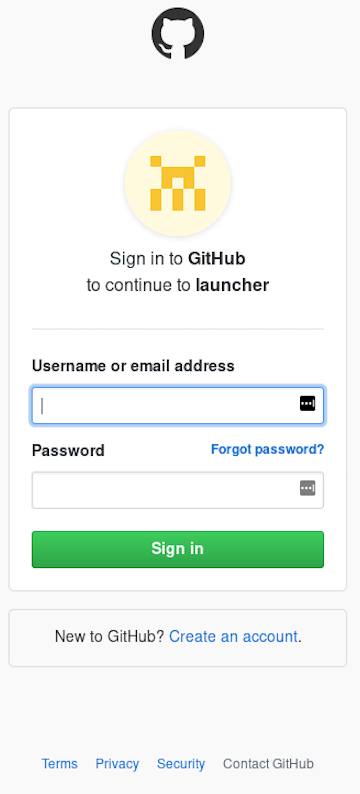 Sign in to GitHub
to continue to launcher
Username or email address
Password Forgot password?
Sign in
New to GitHub? Create an account.
Terms Privacy Security Contact GitHub